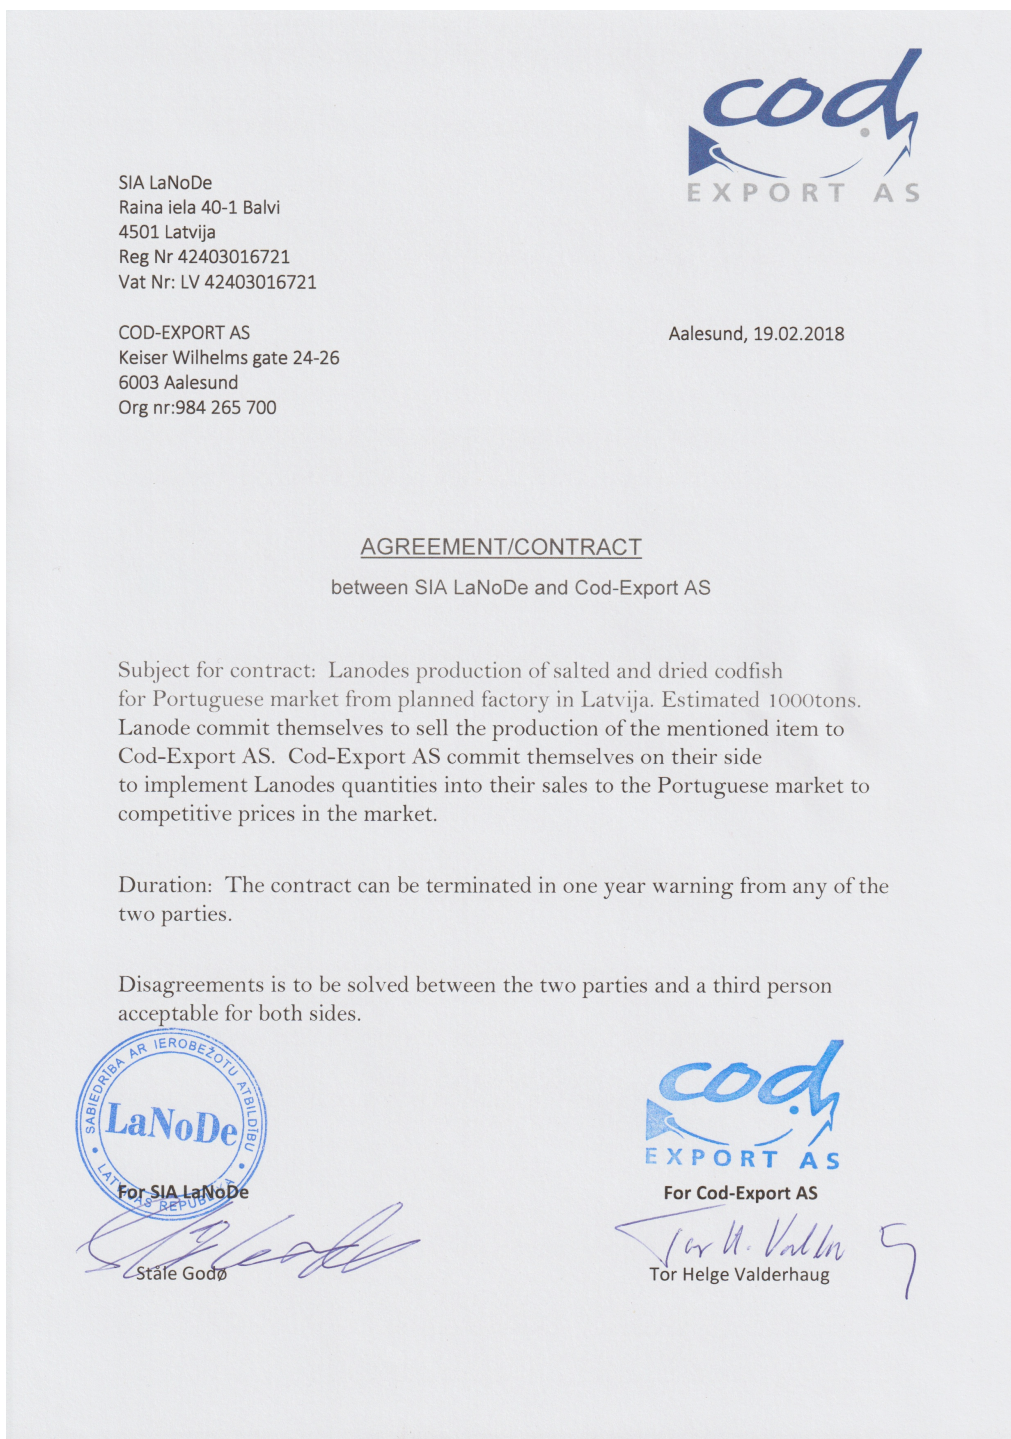 cod
EXPORT AS
SIA LaNoDe
Raina iela 40-1 Balvi
4501 Latvija
Reg Nr 42403016721
Vat Nr: LV 42403016721
COD-EXPORT AS
Keiser Wilhelms gate 24-26
6003 Aalesund
Org nr:984 265 700
Aalesund, 19.02.2018
AGREEMENT/CONTRACT
between SIA LaNoDe and Cod-Export AS
Subject for contract:  Lanodes production of salted and dried codfish
for Portuguese market from planned factory in Latvija. Estimated 1000tons.
Lanode commit themselves to sell the production of the mentioned item to
Cod-Export AS.  Cod-Export AS commit themselves on their side
to implement Lanodes quantities into their sales to the Portuguese market to
competitive prices in the market.
Duration:  The contract can be terminated in one year warning from any of the
two parties.
Disagreements is to be solved between the two parties and a third person
acceptable for both sides.
SABIEDRĪBA AR IEROBEŽOTU ATBILDĪBU
LaNoDe
LATVIJAS REPUBLIKA
For SIA LaNoDe
Ståle Godø
cod
EXPORT AS
For Cod-Export AS
Tor H. Valder
Tor Helge Valderhaug